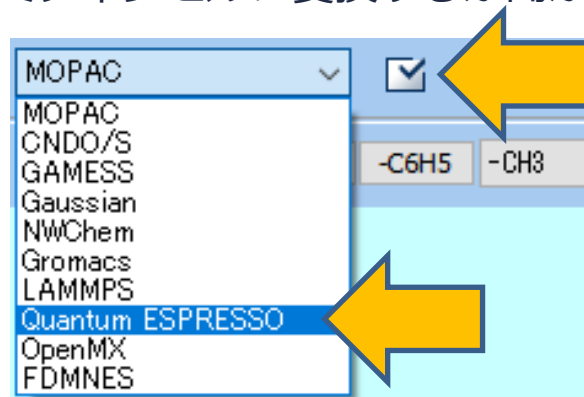 MOPAC
MOPAC
CNDO/S
GAMESS
-C6H5 -CH3
Gaussian
NWChem
Gromacs
LAMMPS
Quantum ESPRESSO
OpenMX
FDMNES